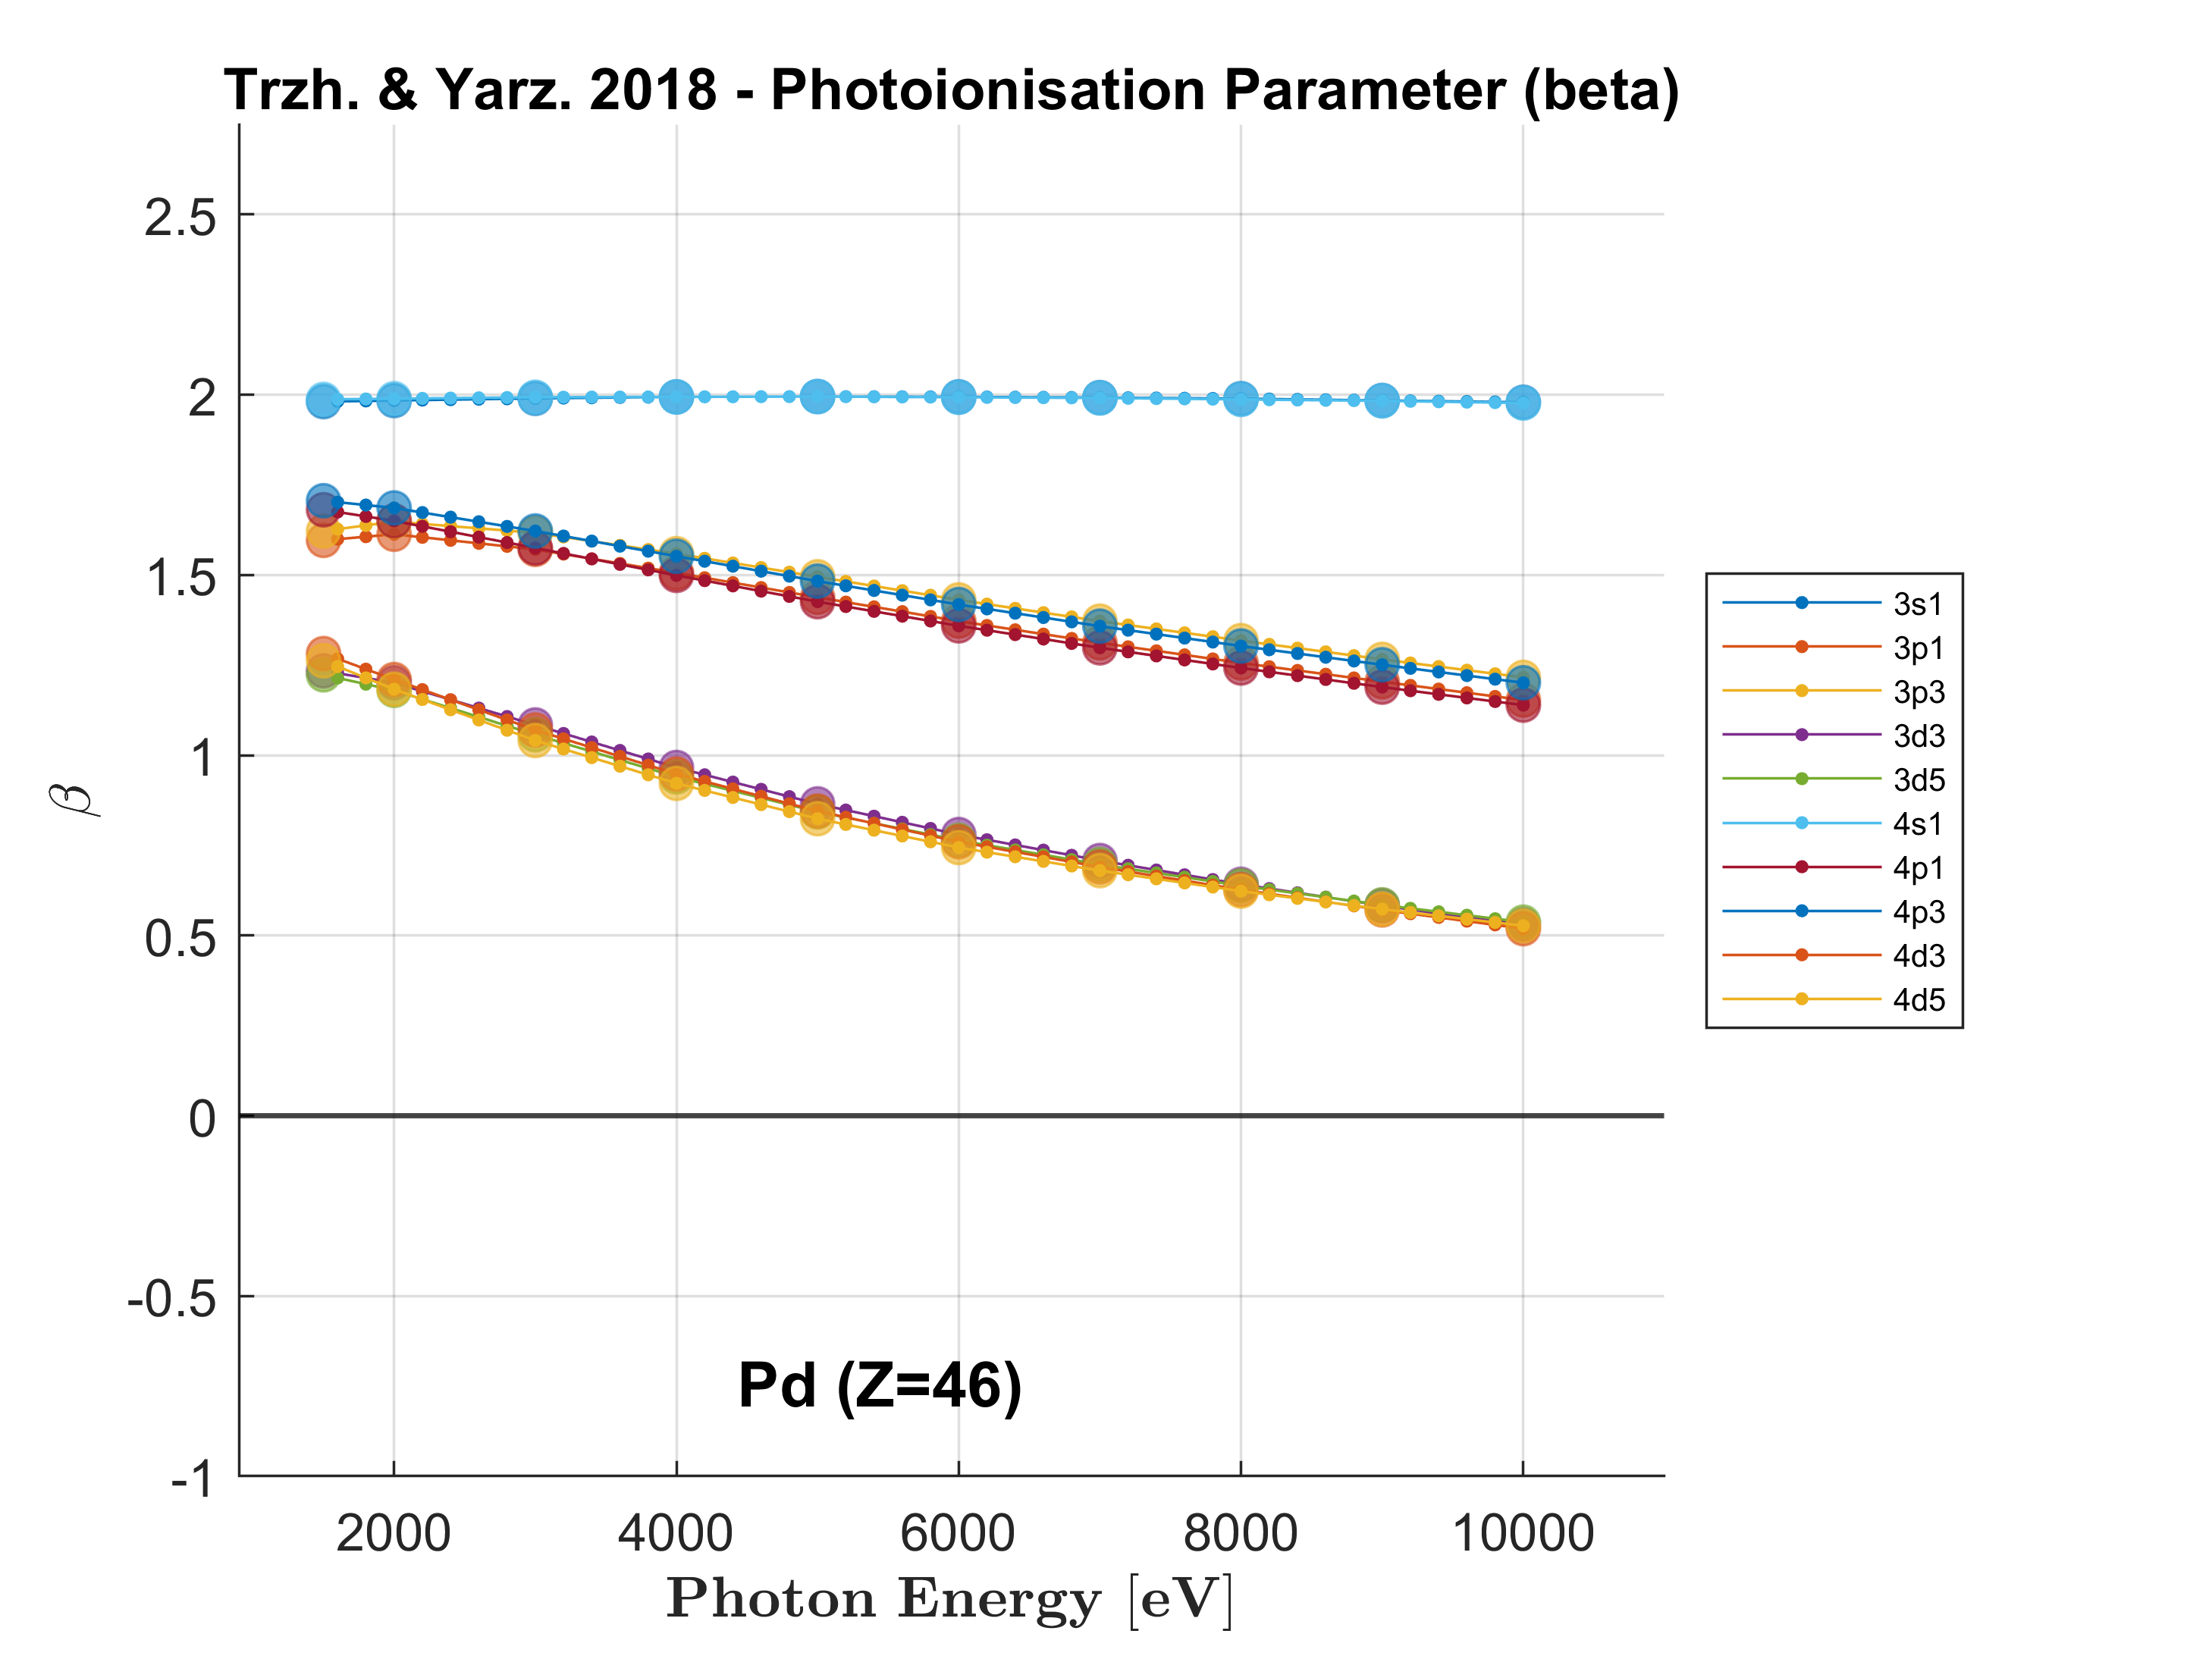 Trzh. & Yarz. 2018 - Photoionisation Parameter (beta)
2.5
2
1.5
1
0.5
0
-0.5
-1
β
3s1
3p1
3p3
3d3
3d5
4s1
4p1
4p3
4d3
4d5
Pd (Z=46)
2000 4000 6000 8000 10000
Photon Energy [eV]